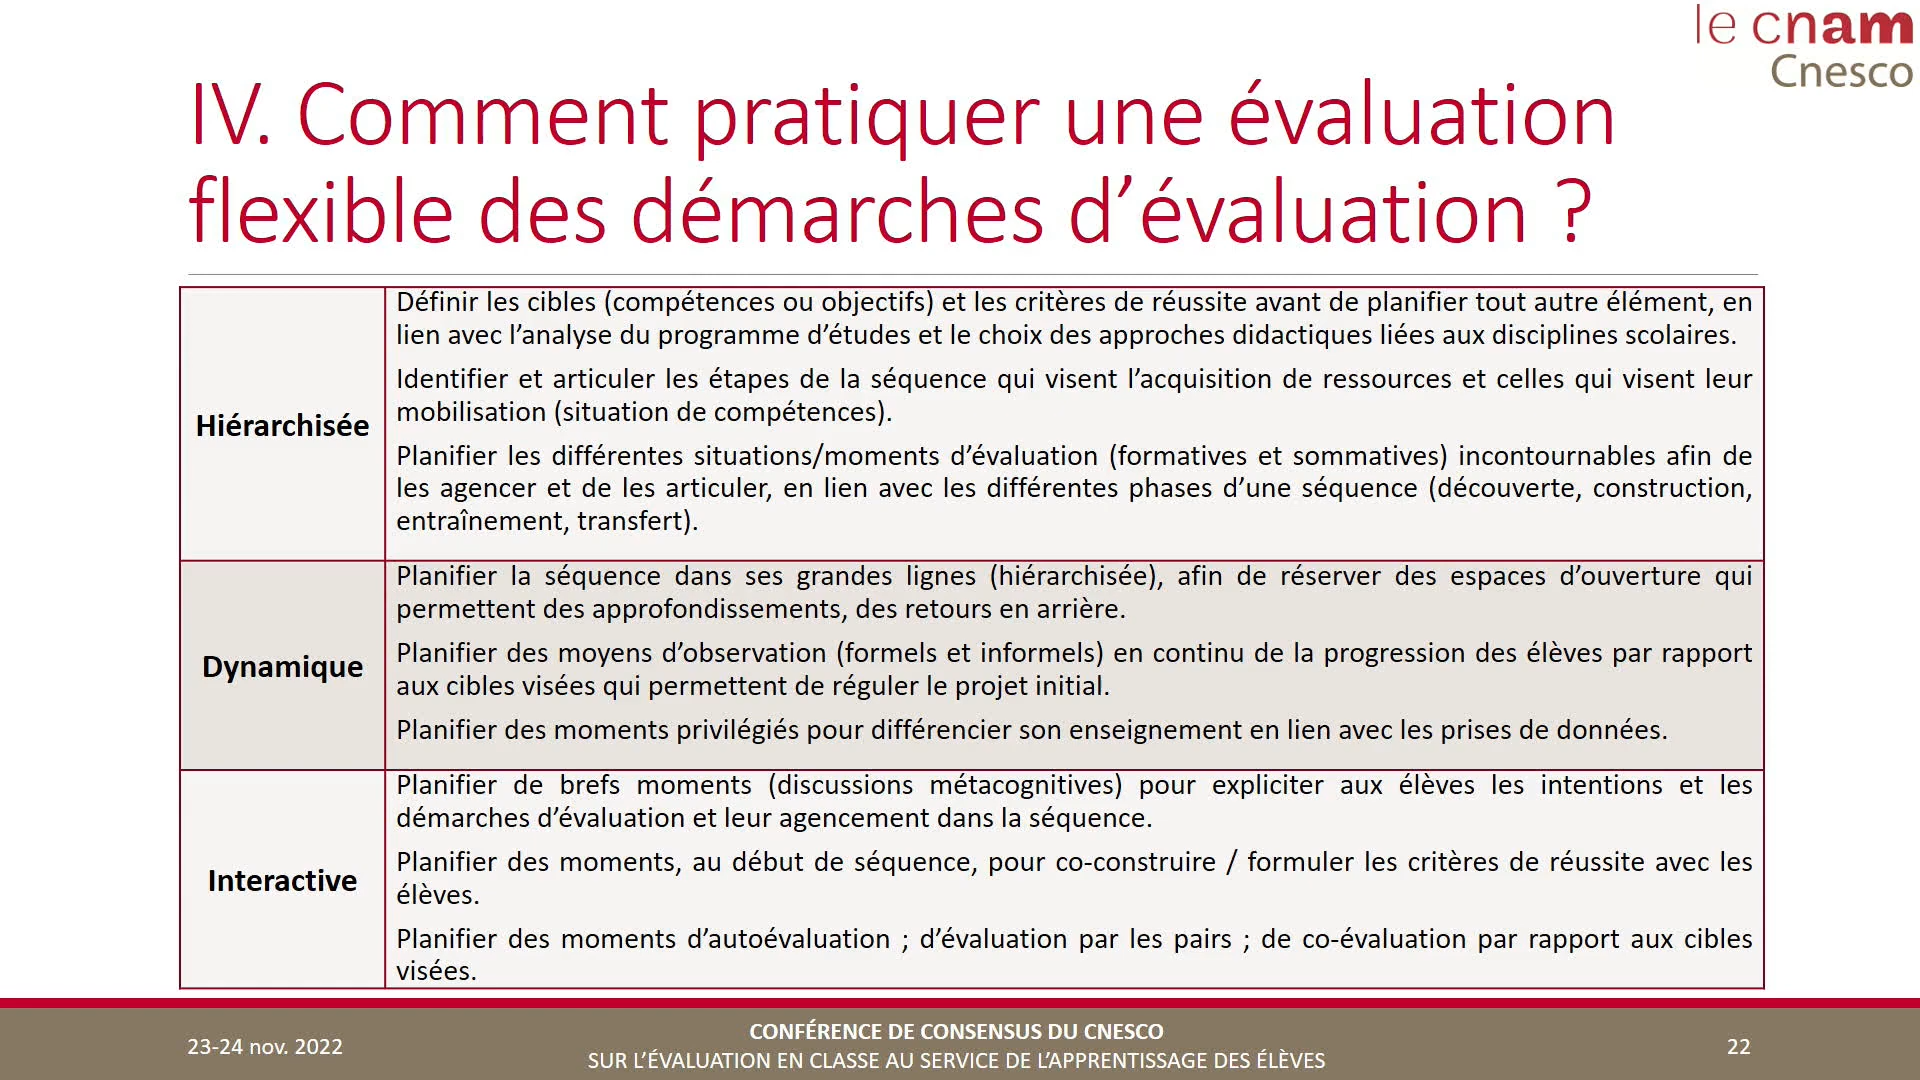 le cnam
Cnesco
IV. Comment pratiquer une évaluation
flexible des démarches d’évaluation ?
Hiérarchisée
Définir les cibles (compétences ou objectifs) et les critères de réussite avant de planifier tout autre élément, en
lien avec l’analyse du programme d’études et le choix des approches didactiques liées aux disciplines scolaires.
Identifier et articuler les étapes de la séquence qui visent l’acquisition de ressources et celles qui visent leur
mobilisation (situation de compétences).
Planifier les différentes situations/moments d’évaluation (formatives et sommatives) incontournables afin de
les agencer et de les articuler, en lien avec les différentes phases d’une séquence (découverte, construction,
entraînement, transfert).
Dynamique
Planifier la séquence dans ses grandes lignes (hiérarchisée), afin de réserver des espaces d’ouverture qui
permettent des approfondissements, des retours en arrière.
Planifier des moyens d’observation (formels et informels) en continu de la progression des élèves par rapport
aux cibles visées qui permettent de réguler le projet initial.
Planifier des moments privilégiés pour différencier son enseignement en lien avec les prises de données.
Interactive
Planifier de brefs moments (discussions métacognitives) pour expliciter aux élèves les intentions et les
démarches d’évaluation et leur agencement dans la séquence.
Planifier des moments, au début de séquence, pour co-construire / formuler les critères de réussite avec les
élèves.
Planifier des moments d’autoévaluation ; d’évaluation par les pairs ; de co-évaluation par rapport aux cibles
visées.
23-24 nov. 2022
CONFÉRENCE DE CONSENSUS DU CNESCO
SUR L’ÉVALUATION EN CLASSE AU SERVICE DE L’APPRENTISSAGE DES ÉLÈVES
22